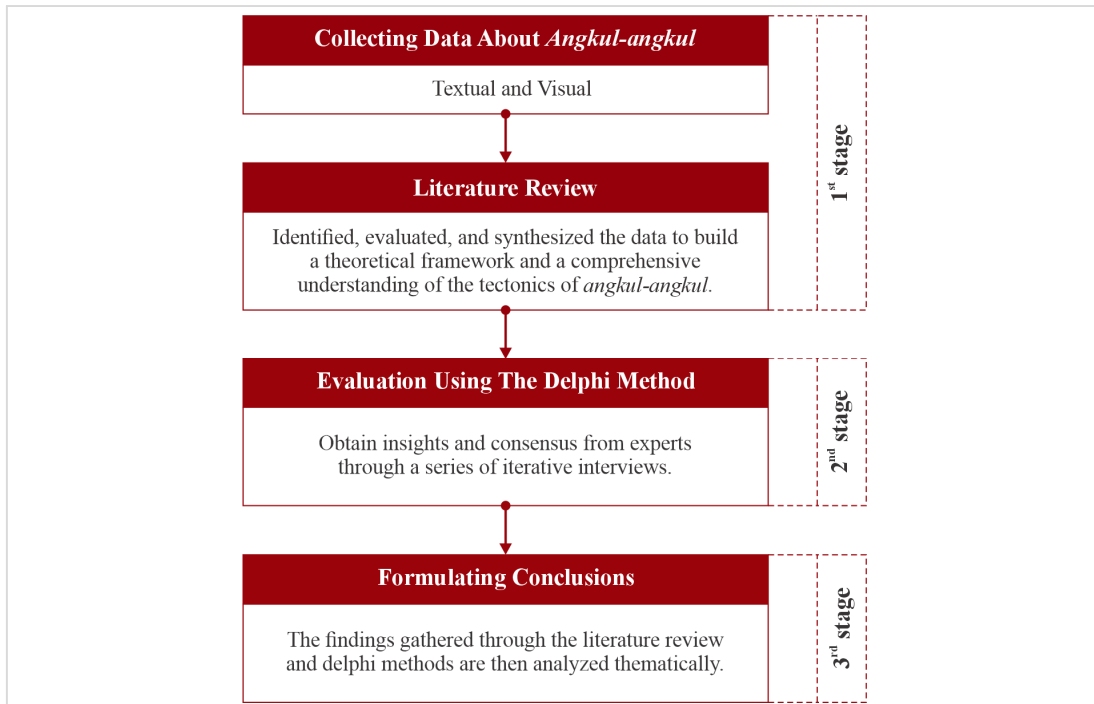 Collecting Data About Angkul-angkul
Textual and Visual
Literature Review
Identified, evaluated, and synthesized the data to build
a theoretical framework and a comprehensive
understanding of the tectonics of angkul-angkul.
1st stage
Evaluation Using The Delphi Method
Obtain insights and consensus from experts
through a series of iterative interviews.
2nd stage
Formulating Conclusions
The findings gathered through the literature review
and delphi methods are then analyzed thematically.
3rd stage